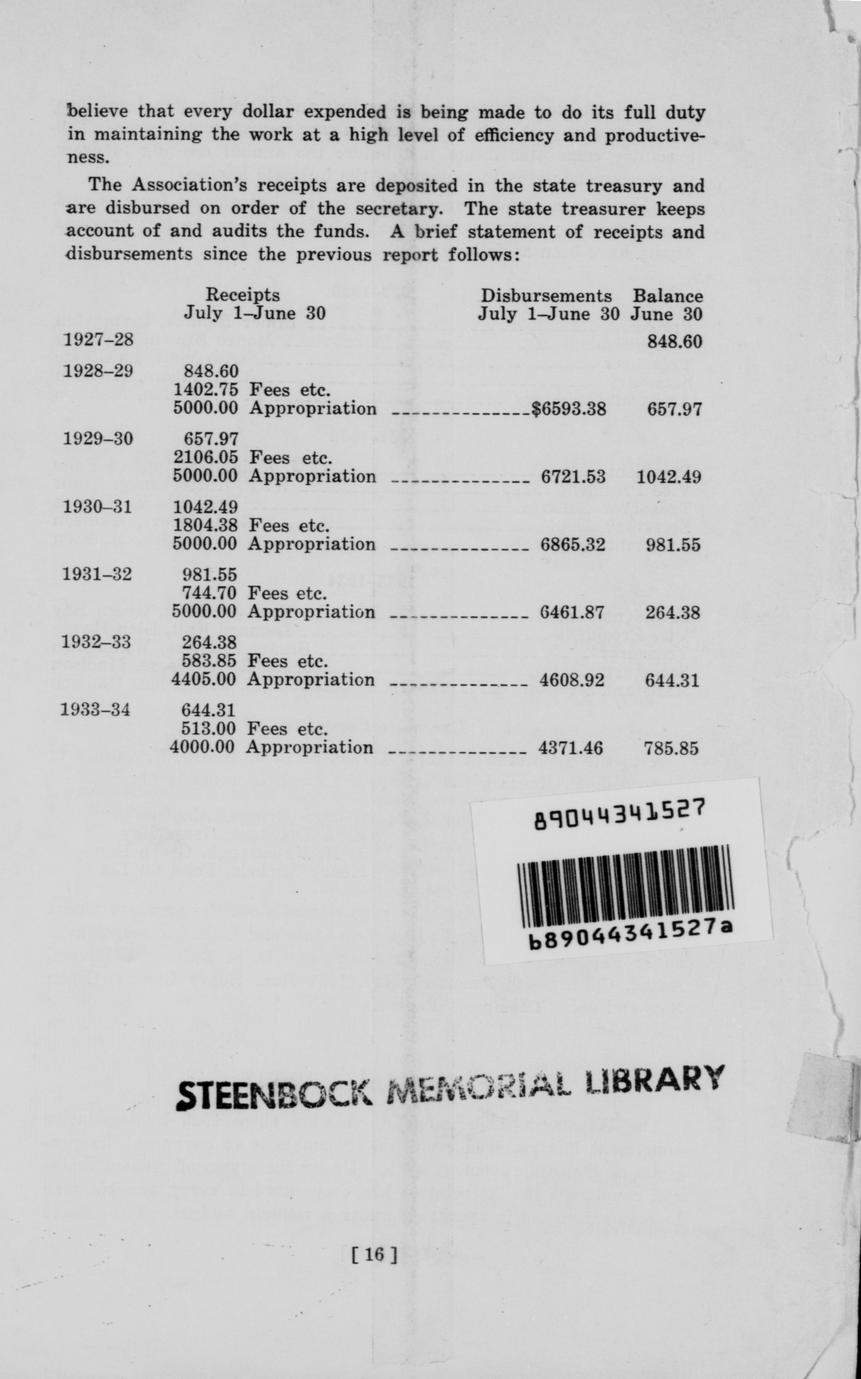 believe that every dollar expended is being made to do its full duty
in maintaining the work at a high level of efficiency and productive-
ness.
The Association's receipts are deposited in the state treasury and
are disbursed on order of the secretary. The state treasurer keeps
account of and audits the funds. A brief statement of receipts and
disbursements since the previous report follows:
Receipts Disbursements Balance
July 1–June 30 July 1–June 30 June 30
1927–28 848.60
1928–29 848.60
1402.75 Fees etc.
5000.00 Appropriation ______________$6593.38 657.97
1929–30 657.97
2106.05 Fees etc.
5000.00 Appropriation ______________ 6721.53 1042.49
1930–31 1042.49
1804.38 Fees etc.
5000.00 Appropriation ______________ 6865.32 981.55
1931–32 981.55
744.70 Fees etc.
5000.00 Appropriation ______________ 6461.87 264.38
1932–33 264.38
583.85 Fees etc.
4405.00 Appropriation ______________ 4608.92 644.31
1933–34 644.31
513.00 Fees etc.
4000.00 Appropriation ______________ 4371.46 785.85
89044341527
b89044341527a
STEENBOCK MEMORIAL LIBRARY
[ 16 ]